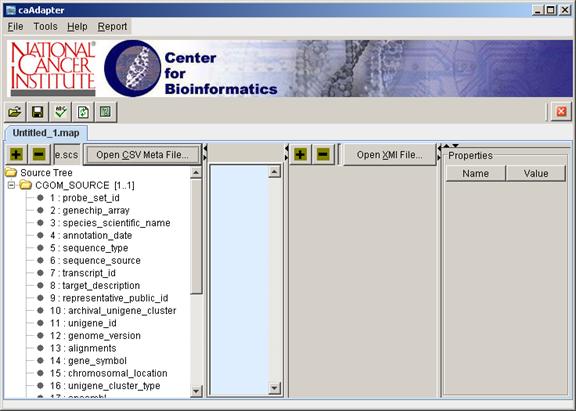 caAdapter
File Tools Help Report
NATIONAL
CANCER
INSTITUTE
Center
for
Bioinformatics
Untitled_1.map
e.scs Open CSV Meta File...
Open XMI File...
Properties
Name Value
Source Tree
CGOM_SOURCE [1..1]
1 : probe_set_id
2 : genechip_array
3 : species_scientific_name
4 : annotation_date
5 : sequence_type
6 : sequence_source
7 : transcript_id
8 : target_description
9 : representative_public_id
10 : archival_unigene_cluster
11 : unigene_id
12 : genome_version
13 : alignments
14 : gene_symbol
15 : chromosomal_location
16 : unigene_cluster_type
17 : ensembl